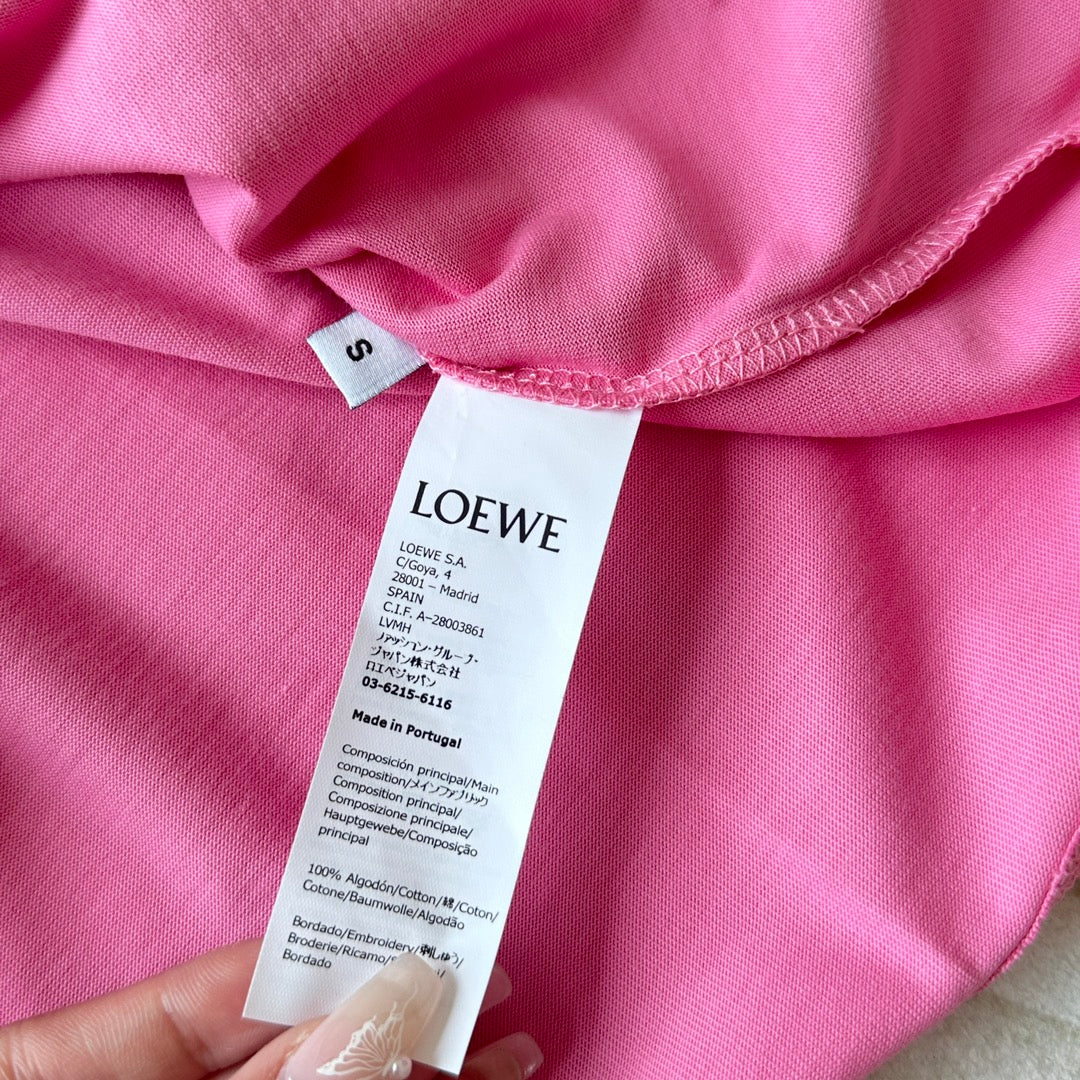 S
LOEWE
LOEWE S.A.
C/Goya, 4
28001 – Madrid
SPAIN
C.I.F. A–28003861
LVMH
ファッション・グループ・
ジャパン株式会社
ロエベジャパン
03-6215-6116
Made in Portugal
Composición principal/Main
composition/メインファブリック
Composition principal/
Composizione principale/
Hauptgewebe/Composição
principal
100% Algodón/Cotton/綿/Coton/
Cotone/Baumwolle/Algodão
Bordado/Embroidery/刺しゅう/
Broderie/Ricamo/
Bordado